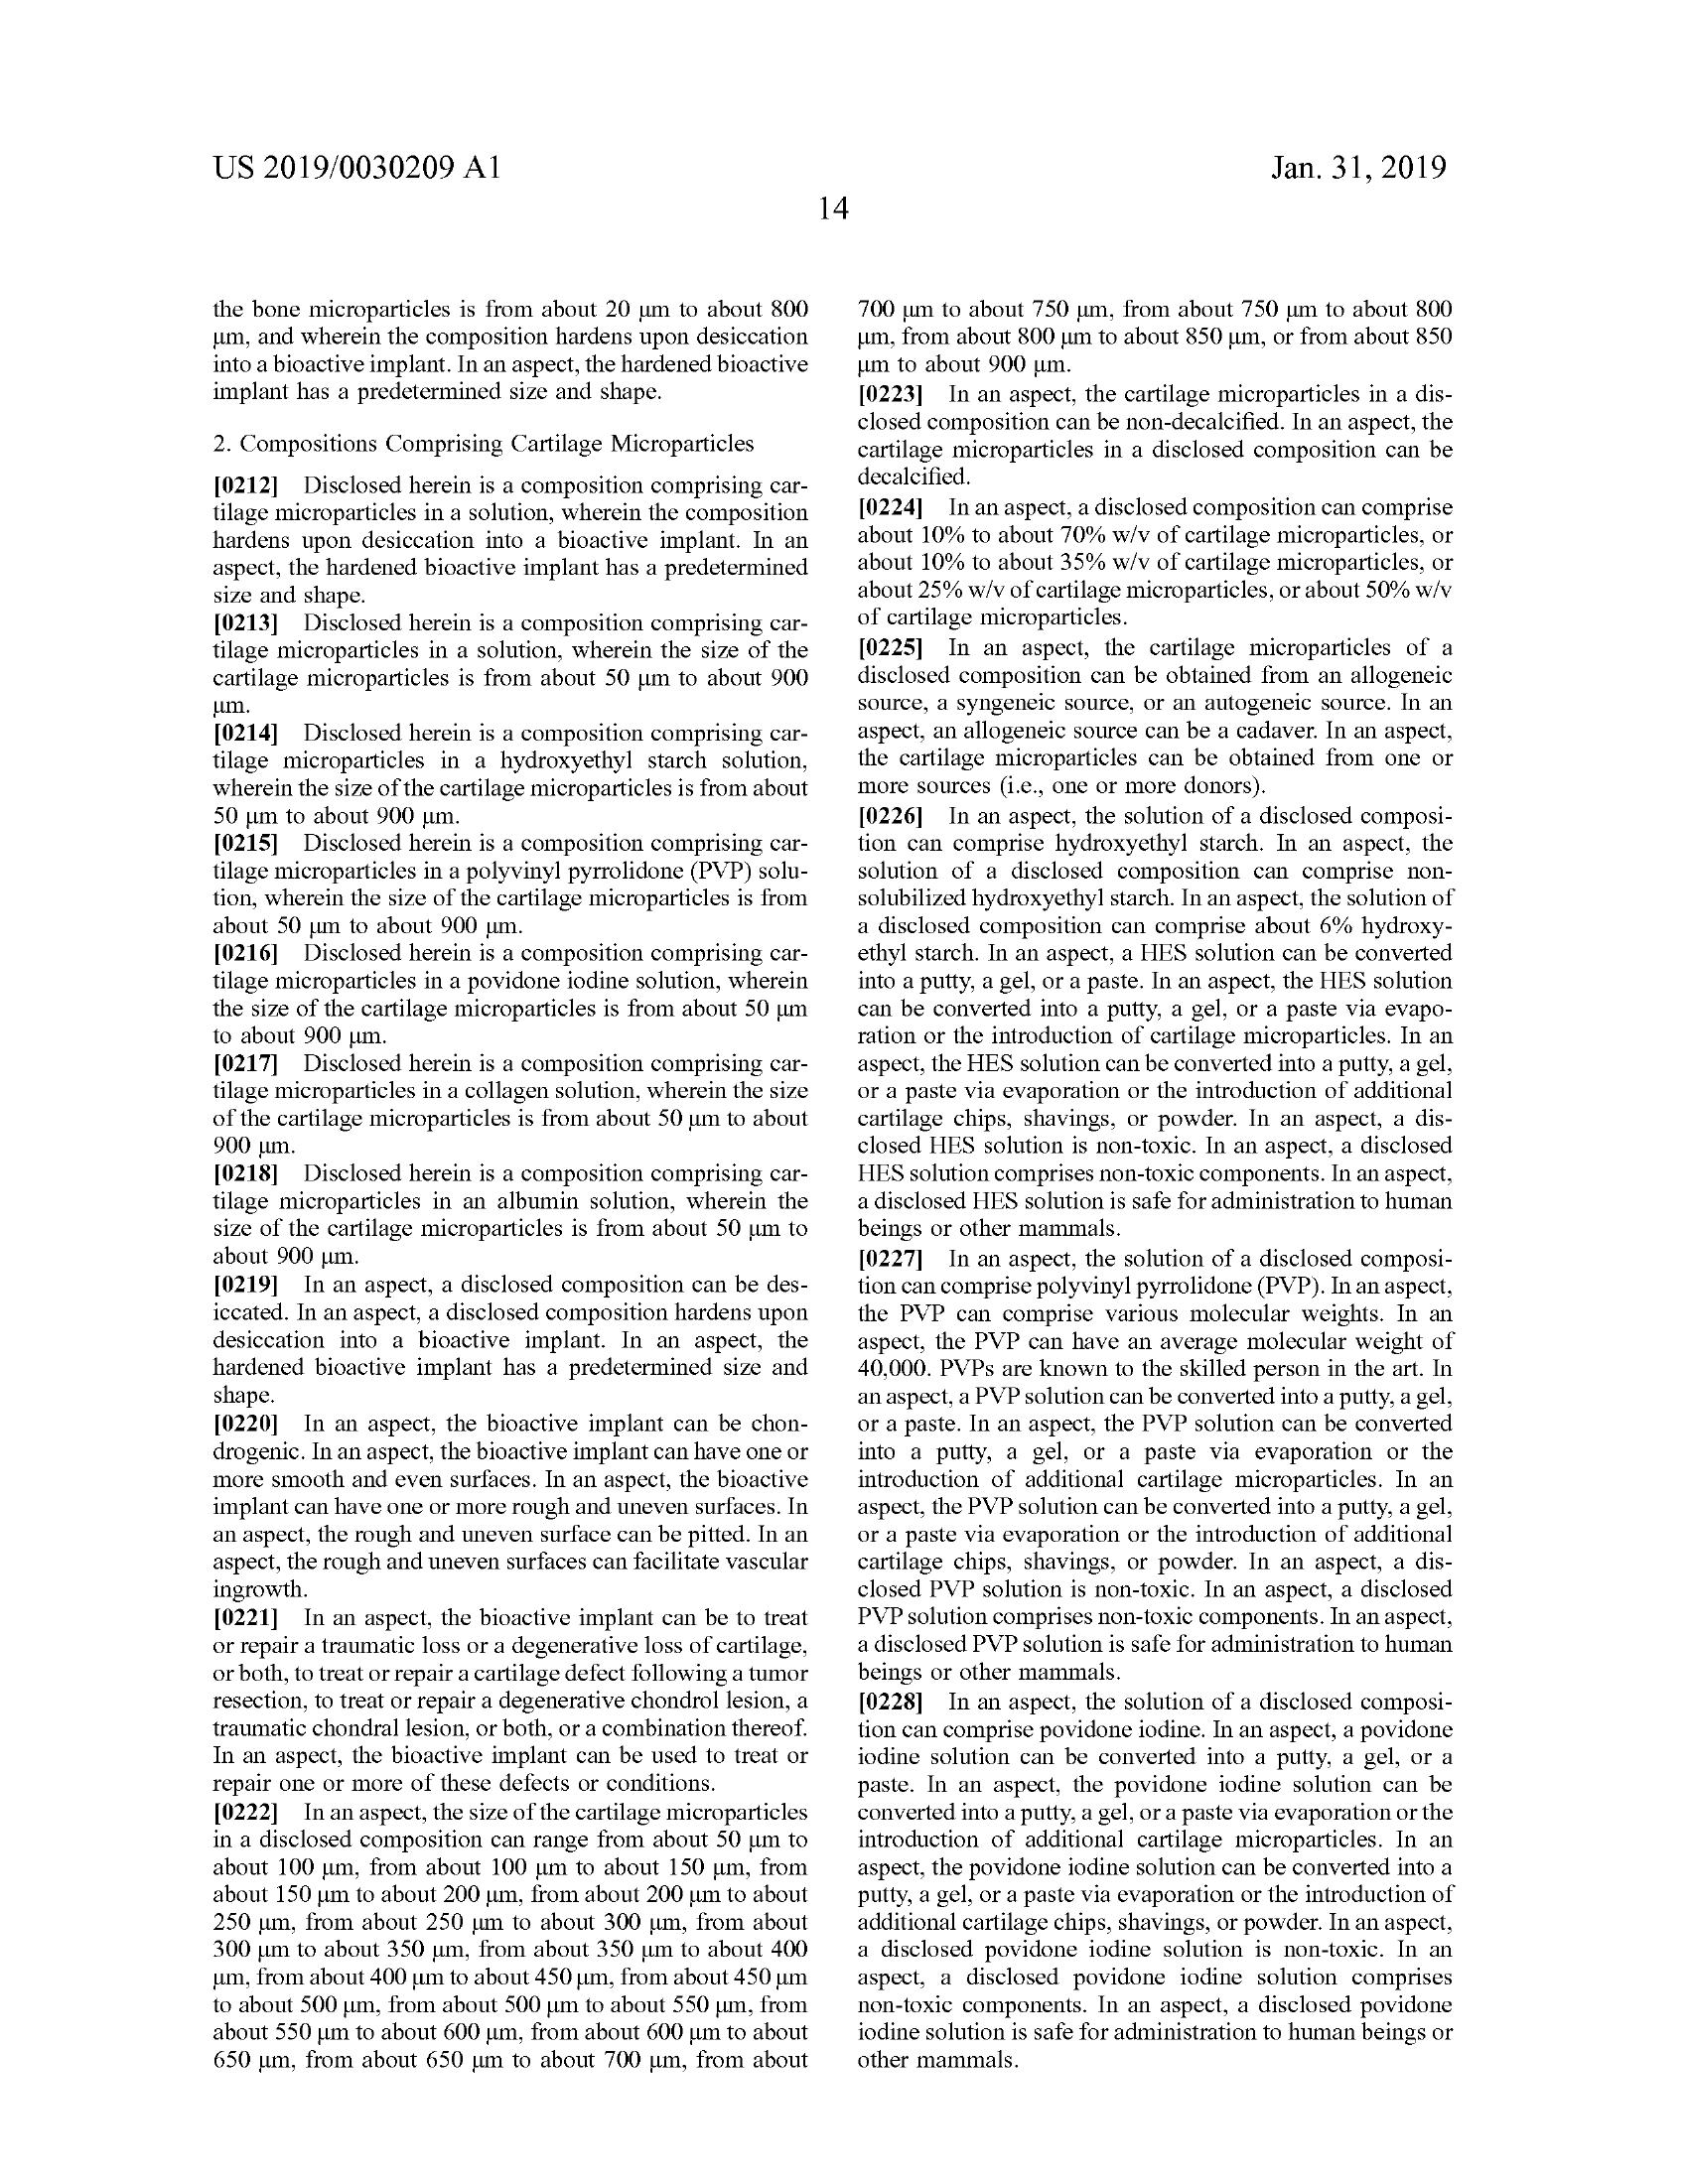 US 2019/0030209 A1
Jan. 31, 2019
14
the bone microparticles is from about 20 µm to about 800
µm, and wherein the composition hardens upon desiccation
into a bioactive implant. In an aspect, the hardened bioactive
implant has a predetermined size and shape.
2. Compositions Comprising Cartilage Microparticles
[0212] Disclosed herein is a composition comprising car-
tilage microparticles in a solution, wherein the composition
hardens upon desiccation into a bioactive implant. In an
aspect, the hardened bioactive implant has a predetermined
size and shape.
[0213] Disclosed herein is a composition comprising car-
tilage microparticles in a solution, wherein the size of the
cartilage microparticles is from about 50 µm to about 900
µm.
[0214] Disclosed herein is a composition comprising car-
tilage microparticles in a hydroxyethyl starch solution,
wherein the size of the cartilage microparticles is from about
50 µm to about 900 µm.
[0215] Disclosed herein is a composition comprising car-
tilage microparticles in a polyvinyl pyrrolidone (PVP) solu-
tion, wherein the size of the cartilage microparticles is from
about 50 µm to about 900 µm.
[0216] Disclosed herein is a composition comprising car-
tilage microparticles in a povidone iodine solution, wherein
the size of the cartilage microparticles is from about 50 µm
to about 900 µm.
[0217] Disclosed herein is a composition comprising car-
tilage microparticles in a collagen solution, wherein the size
of the cartilage microparticles is from about 50 µm to about
900 µm.
[0218] Disclosed herein is a composition comprising car-
tilage microparticles in an albumin solution, wherein the
size of the cartilage microparticles is from about 50 µm to
about 900 µm.
[0219] In an aspect, a disclosed composition can be des-
iccated. In an aspect, a disclosed composition hardens upon
desiccation into a bioactive implant. In an aspect, the
hardened bioactive implant has a predetermined size and
shape.
[0220] In an aspect, the bioactive implant can be chon-
drogenic. In an aspect, the bioactive implant can have one or
more smooth and even surfaces. In an aspect, the bioactive
implant can have one or more rough and uneven surfaces. In
an aspect, the rough and uneven surface can be pitted. In an
aspect, the rough and uneven surfaces can facilitate vascular
ingrowth.
[0221] In an aspect, the bioactive implant can be to treat
or repair a traumatic loss or a degenerative loss of cartilage,
or both, to treat or repair a cartilage defect following a tumor
resection, to treat or repair a degenerative chondrol lesion, a
traumatic chondral lesion, or both, or a combination thereof.
In an aspect, the bioactive implant can be used to treat or
repair one or more of these defects or conditions.
[0222] In an aspect, the size of the cartilage microparticles
in a disclosed composition can range from about 50 µm to
about 100 µm, from about 100 µm to about 150 µm, from
about 150 µm to about 200 µm, from about 200 µm to about
250 µm, from about 250 µm to about 300 µm, from about
300 µm to about 350 µm, from about 350 µm to about 400
µm, from about 400 µm to about 450 µm, from about 450 µm
to about 500 µm, from about 500 µm to about 550 µm, from
about 550 µm to about 600 µm, from about 600 µm to about
650 µm, from about 650 µm to about 700 µm, from about
700 µm to about 750 µm, from about 750 µm to about 800
µm, from about 800 µm to about 850 µm, or from about 850
µm to about 900 µm.
[0223] In an aspect, the cartilage microparticles in a dis-
closed composition can be non-decalcified. In an aspect, the
cartilage microparticles in a disclosed composition can be
decalcified.
[0224] In an aspect, a disclosed composition can comprise
about 10% to about 70% w/v of cartilage microparticles, or
about 10% to about 35% w/v of cartilage microparticles, or
about 25% w/v of cartilage microparticles, or about 50% w/v
of cartilage microparticles.
[0225] In an aspect, the cartilage microparticles of a
disclosed composition can be obtained from an allogeneic
source, a syngeneic source, or an autogeneic source. In an
aspect, an allogeneic source can be a cadaver. In an aspect,
the cartilage microparticles can be obtained from one or
more sources (i.e., one or more donors).
[0226] In an aspect, the solution of a disclosed composi-
tion can comprise hydroxyethyl starch. In an aspect, the
solution of a disclosed composition can comprise non-
solubilized hydroxyethyl starch. In an aspect, the solution of
a disclosed composition can comprise about 6% hydroxy-
ethyl starch. In an aspect, a HES solution can be converted
into a putty, a gel, or a paste. In an aspect, the HES solution
can be converted into a putty, a gel, or a paste via evapo-
ration or the introduction of cartilage microparticles. In an
aspect, the HES solution can be converted into a putty, a gel,
or a paste via evaporation or the introduction of additional
cartilage chips, shavings, or powder. In an aspect, a dis-
closed HES solution is non-toxic. In an aspect, a disclosed
HES solution comprises non-toxic components. In an aspect,
a disclosed HES solution is safe for administration to human
beings or other mammals.
[0227] In an aspect, the solution of a disclosed composi-
tion can comprise polyvinyl pyrrolidone (PVP). In an aspect,
the PVP can comprise various molecular weights. In an
aspect, the PVP can have an average molecular weight of
40,000. PVPs are known to the skilled person in the art. In
an aspect, a PVP solution can be converted into a putty, a gel,
or a paste. In an aspect, the PVP solution can be converted
into a putty, a gel, or a paste via evaporation or the
introduction of additional cartilage microparticles. In an
aspect, the PVP solution can be converted into a putty, a gel,
or a paste via evaporation or the introduction of additional
cartilage chips, shavings, or powder. In an aspect, a dis-
closed PVP solution is non-toxic. In an aspect, a disclosed
PVP solution comprises non-toxic components. In an aspect,
a disclosed PVP solution is safe for administration to human
beings or other mammals.
[0228] In an aspect, the solution of a disclosed composi-
tion can comprise povidone iodine. In an aspect, a povidone
iodine solution can be converted into a putty, a gel, or a
paste. In an aspect, the povidone iodine solution can be
converted into a putty, a gel, or a paste via evaporation or the
introduction of additional cartilage microparticles. In an
aspect, the povidone iodine solution can be converted into a
putty, a gel, or a paste via evaporation or the introduction of
additional cartilage chips, shavings, or powder. In an aspect,
a disclosed povidone iodine solution is non-toxic. In an
aspect, a disclosed povidone iodine solution comprises
non-toxic components. In an aspect, a disclosed povidone
iodine solution is safe for administration to human beings or
other mammals.